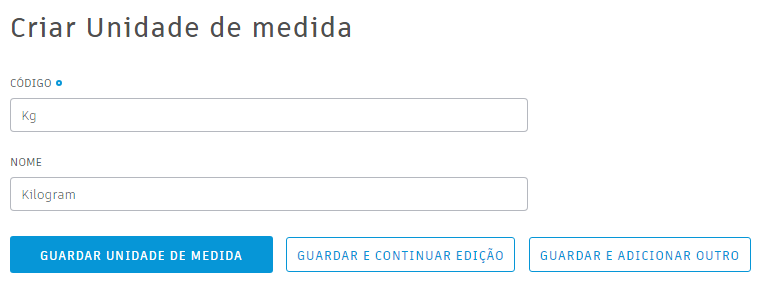 Criar Unidade de medida
CÓDIGO
Kg
NOME
Kilogram
GUARDAR UNIDADE DE MEDIDA GUARDAR E CONTINUAR EDIÇÃO GUARDAR E ADICIONAR OUTRO